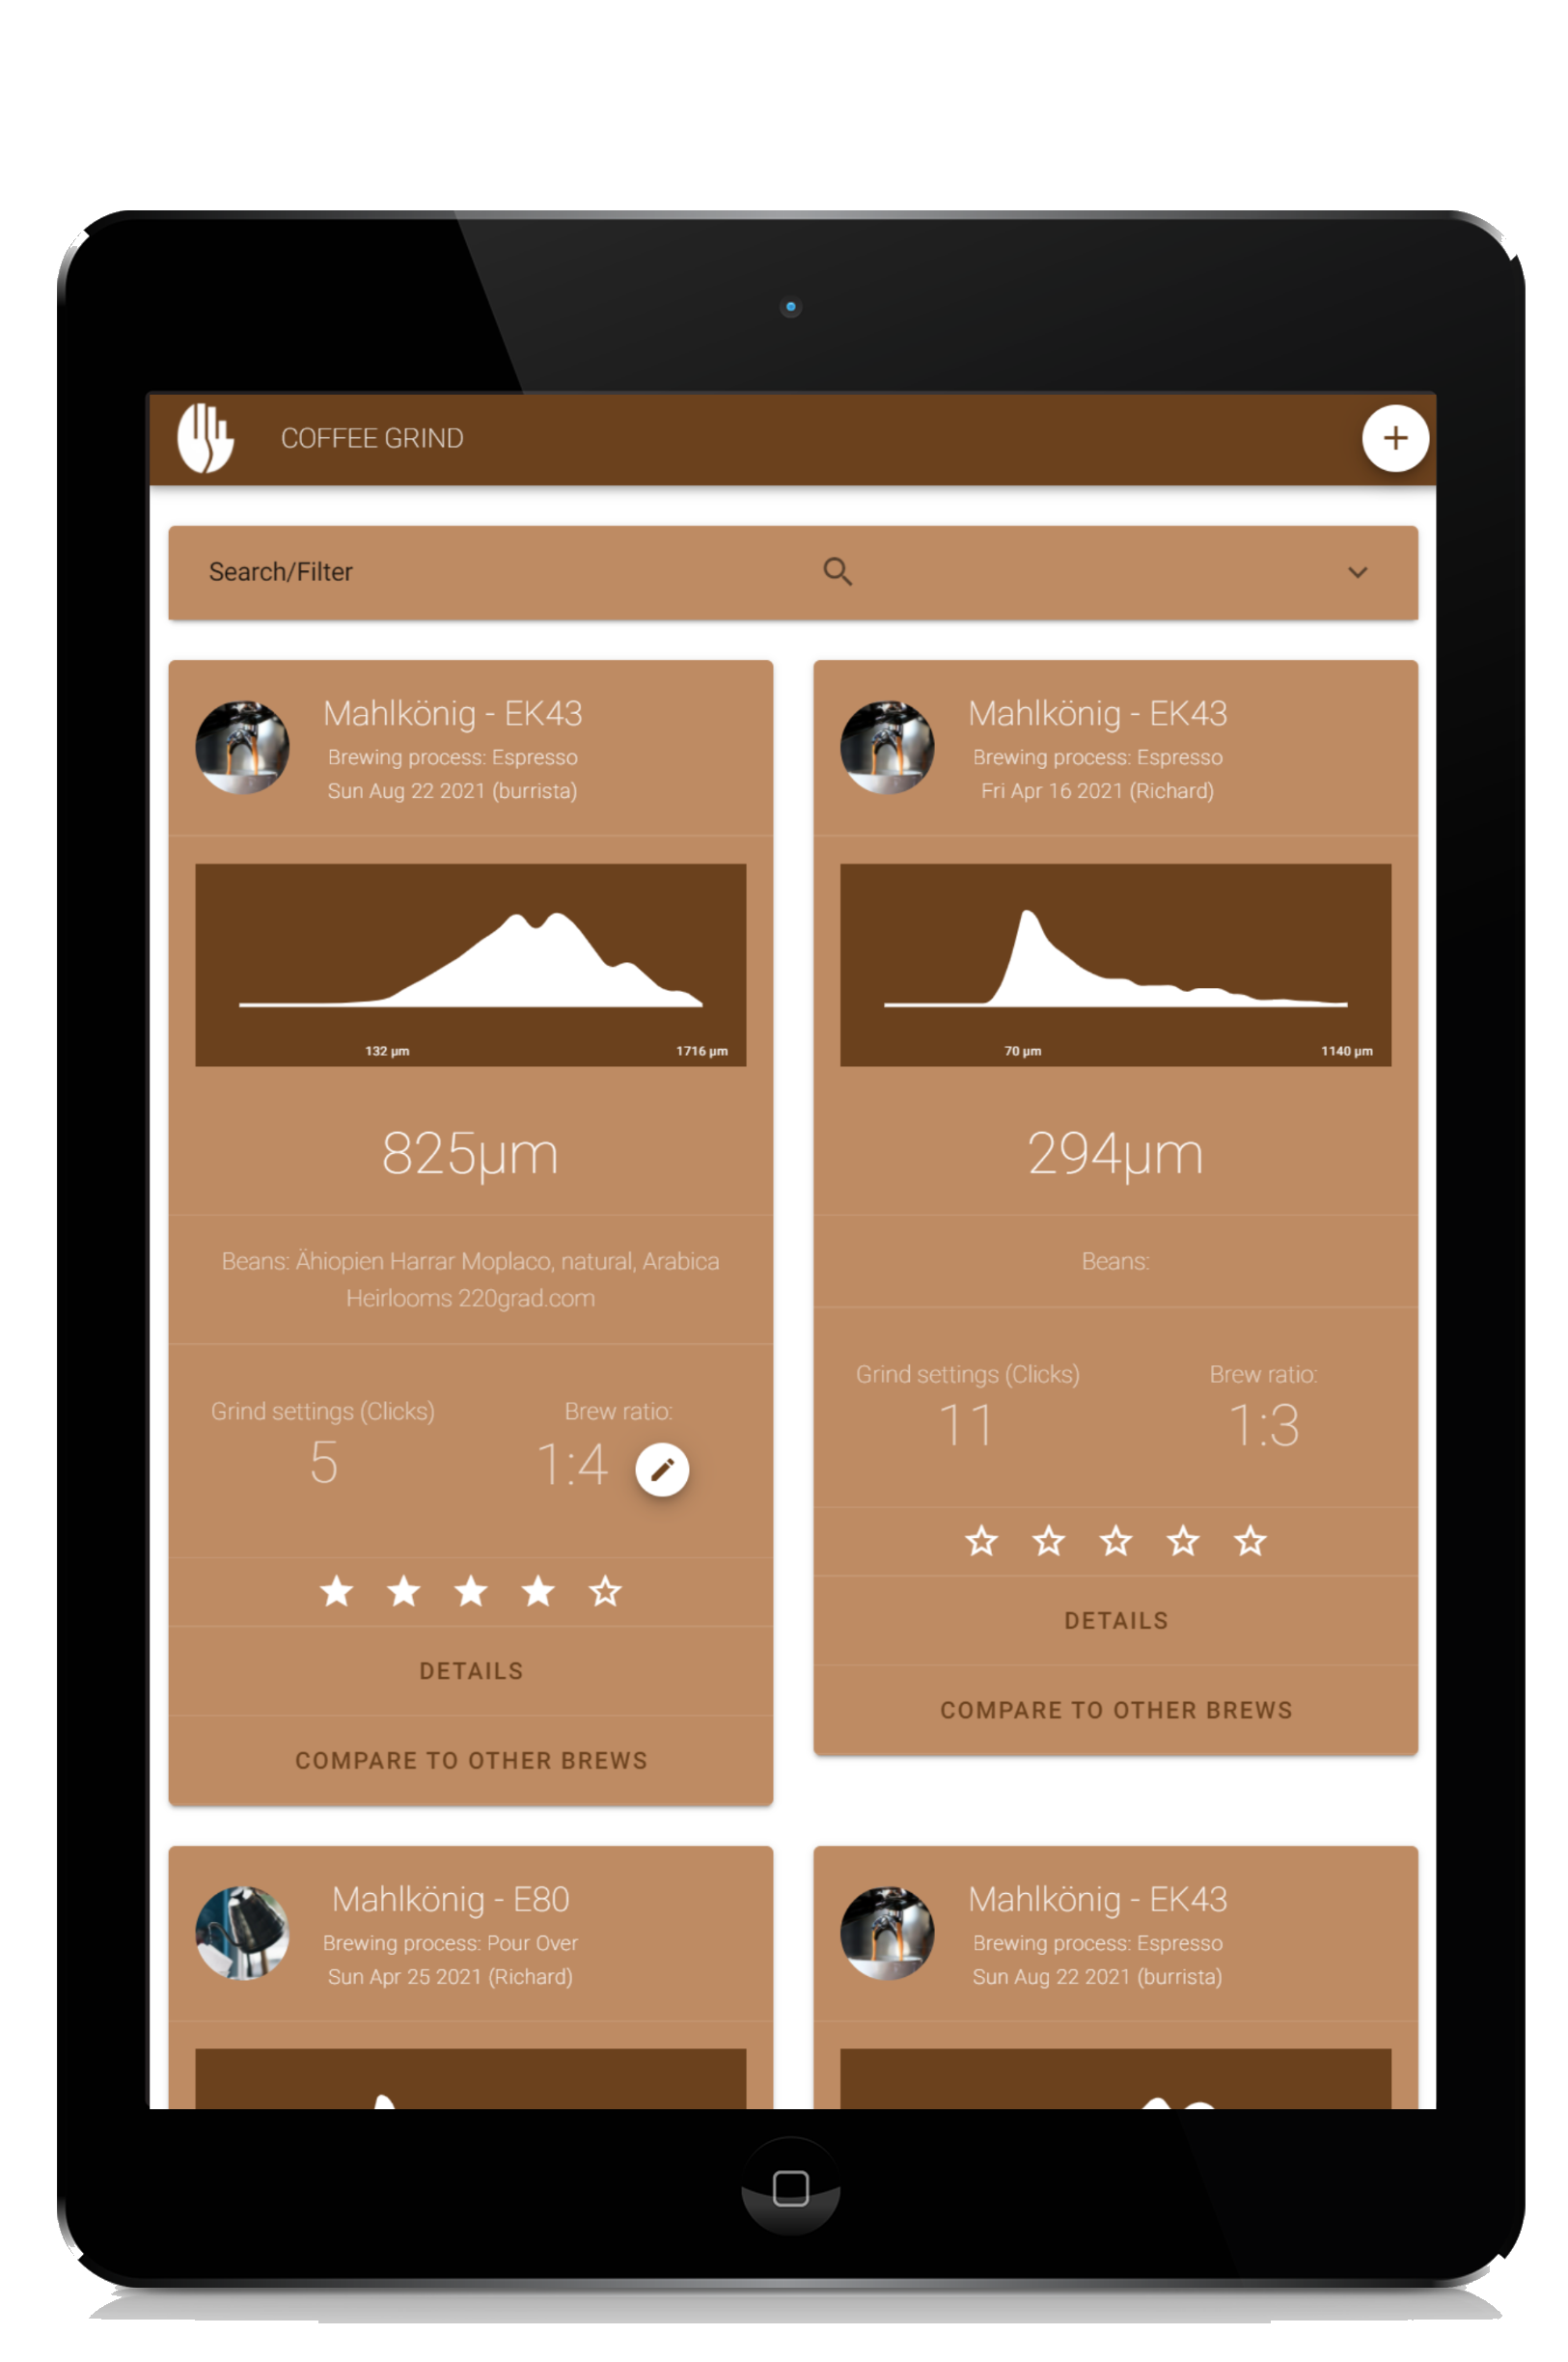 COFFEE GRIND
Search/Filter
Mahlkönig - EK43
Brewing process: Espresso
Sun Aug 22 2021 (burrista)
132 µm
1716 µm
825µm
Beans: Ähiopien Harrar Moplaco, natural, Arabica
Heirlooms 220grad.com
Grind settings (Clicks)
5
Brew ratio:
1:4
DETAILS
COMPARE TO OTHER BREWS
Mahlkönig - EK43
Brewing process: Espresso
Fri Apr 16 2021 (Richard)
70 µm
1140 µm
294µm
Beans:
Grind settings (Clicks)
11
Brew ratio:
1:3
DETAILS
COMPARE TO OTHER BREWS
Mahlkönig - E80
Brewing process: Pour Over
Sun Apr 25 2021 (Richard)
Mahlkönig - EK43
Brewing process: Espresso
Sun Aug 22 2021 (burrista)